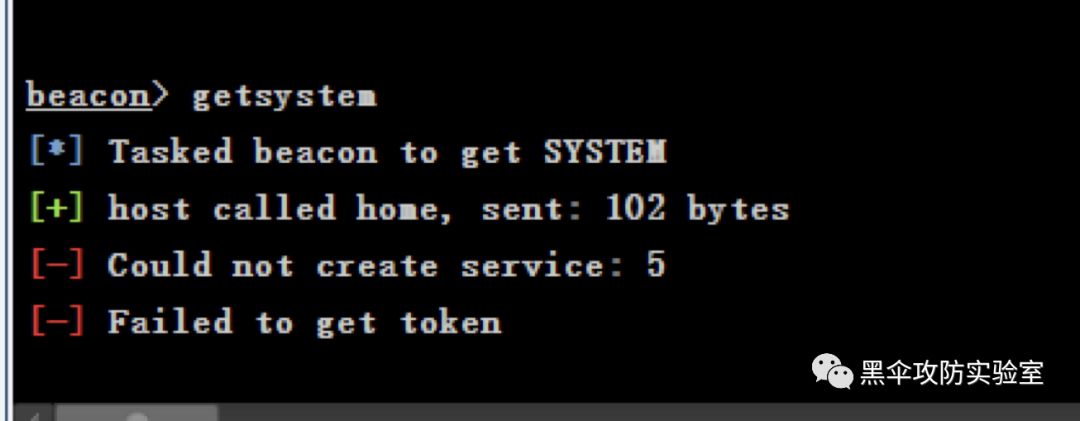 beacon> getsystem
[*] Tasked beacon to get SYSTEM
[+] host called home, sent: 102 bytes
[-] Could not create service: 5
[-] Failed to get token
黑伞攻防实验室